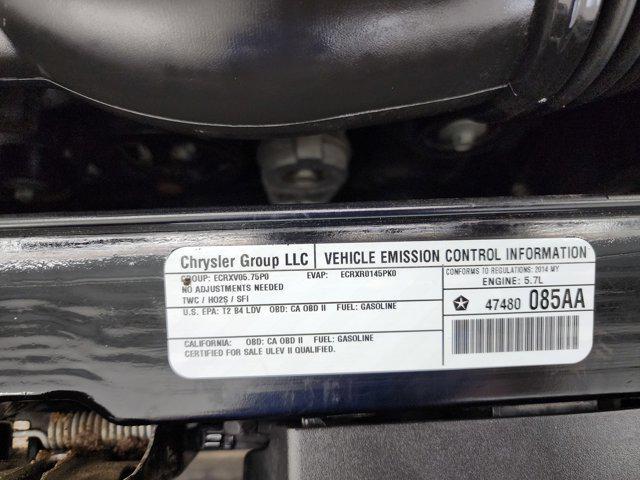 Chrysler Group LLC VEHICLE EMISSION CONTROL INFORMATION
GROUP: ECRXV05.75P0 EVAP: ECRXR0145PK0 CONFORMS TO REGULATIONS: 2014 MY
NO ADJUSTMENTS NEEDED ENGINE: 5.7L
TWC / HO2S / SFI
U.S. EPA: T2 B4 LDV OBD: CA OBD II FUEL: GASOLINE 47480 085AA
CALIFORNIA: OBD: CA OBD II FUEL: GASOLINE
CERTIFIED FOR SALE ULEV II QUALIFIED.